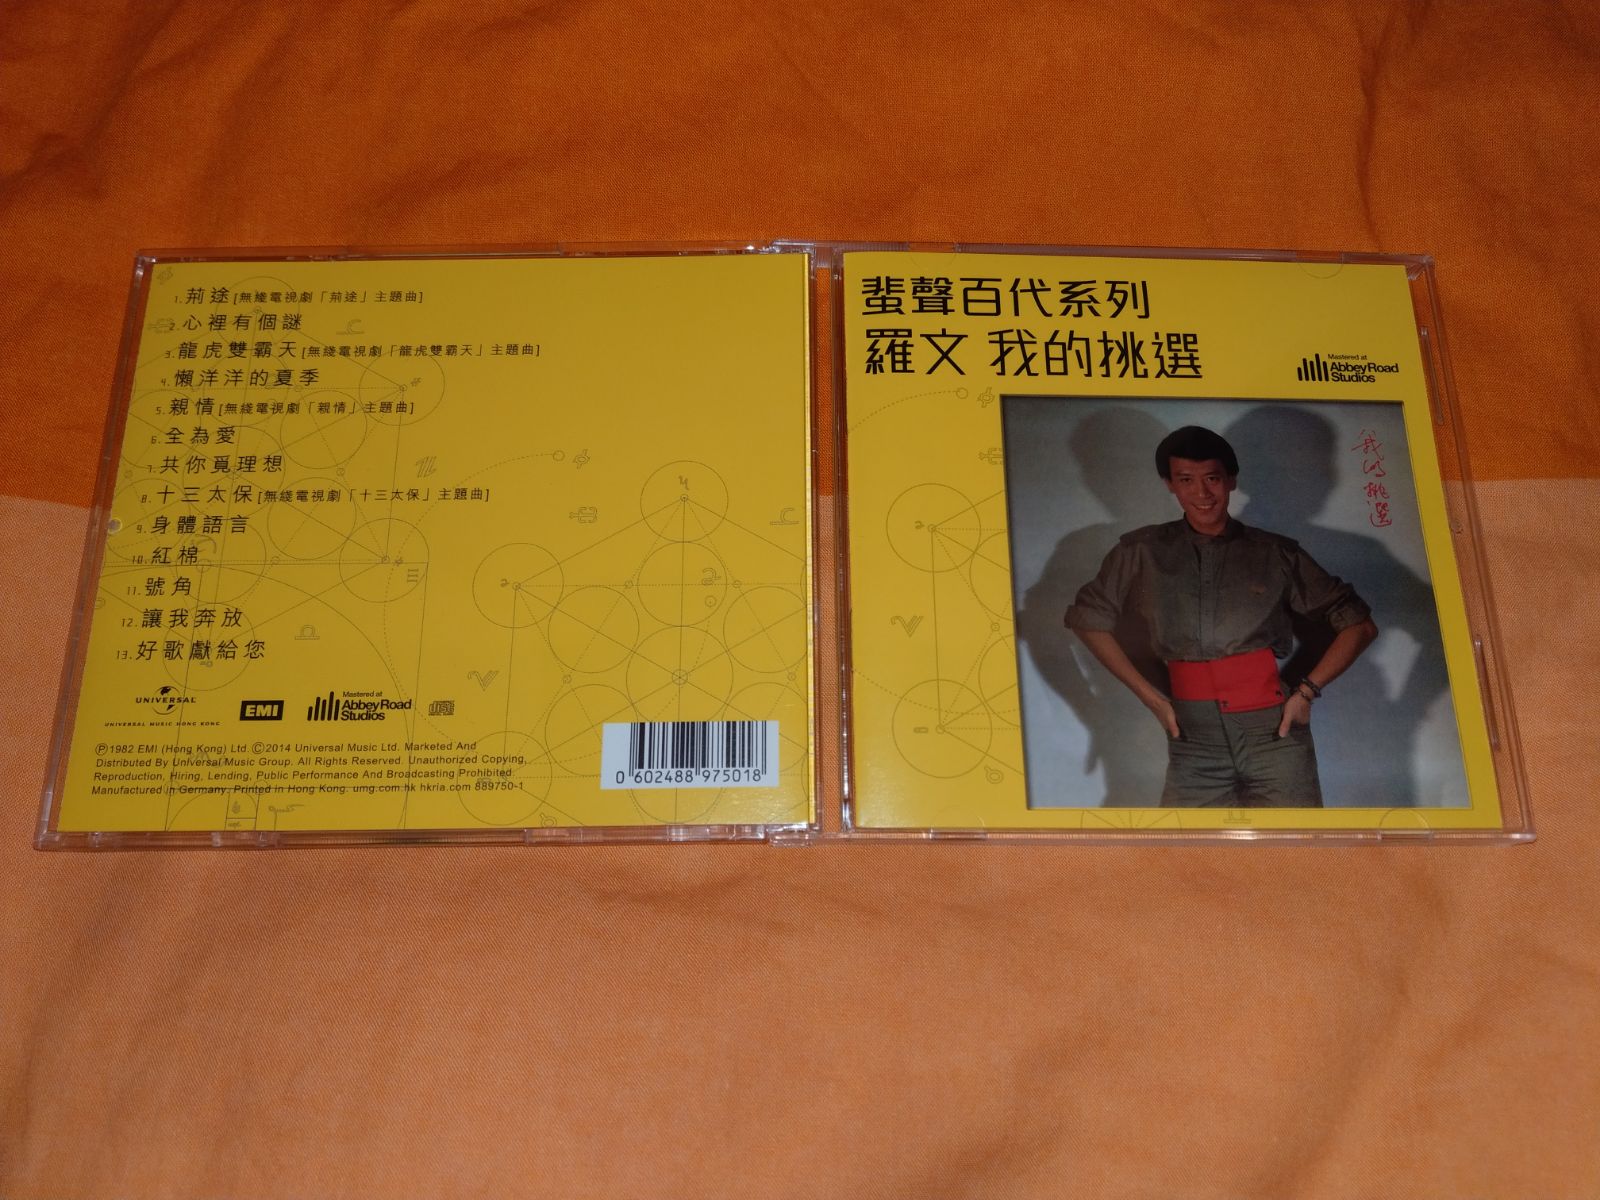 1. 荊途 [無綫電視劇「荊途」主題曲]
2. 心裡有個謎
3. 龍虎雙霸天 [無綫電視劇「龍虎雙霸天」主題曲]
4. 懶洋洋的夏季
5. 親情 [無綫電視劇「親情」主題曲]
6. 全為愛
7. 共你覓理想
8. 十三太保 [無綫電視劇「十三太保」主題曲]
9. 身體語言
10. 紅棉
11. 號角
12. 讓我奔放
13. 好歌獻給您
UNIVERSAL
UNIVERSAL MUSIC HONG KONG
EMI
Mastered at
AbbeyRoad
Studios
Ⓟ1982 EMI (Hong Kong) Ltd. Ⓒ2014 Universal Music Ltd. Marketed And
Distributed By Universal Music Group. All Rights Reserved. Unauthorized Copying,
Reproduction, Hiring, Lending, Public Performance And Broadcasting Prohibited.
Manufactured in Germany. Printed in Hong Kong. umg.com.hk hkria.com 889750-1
0 602488 975018
蜚聲百代系列
羅文 我的挑選
Mastered at
AbbeyRoad
Studios
我的挑選